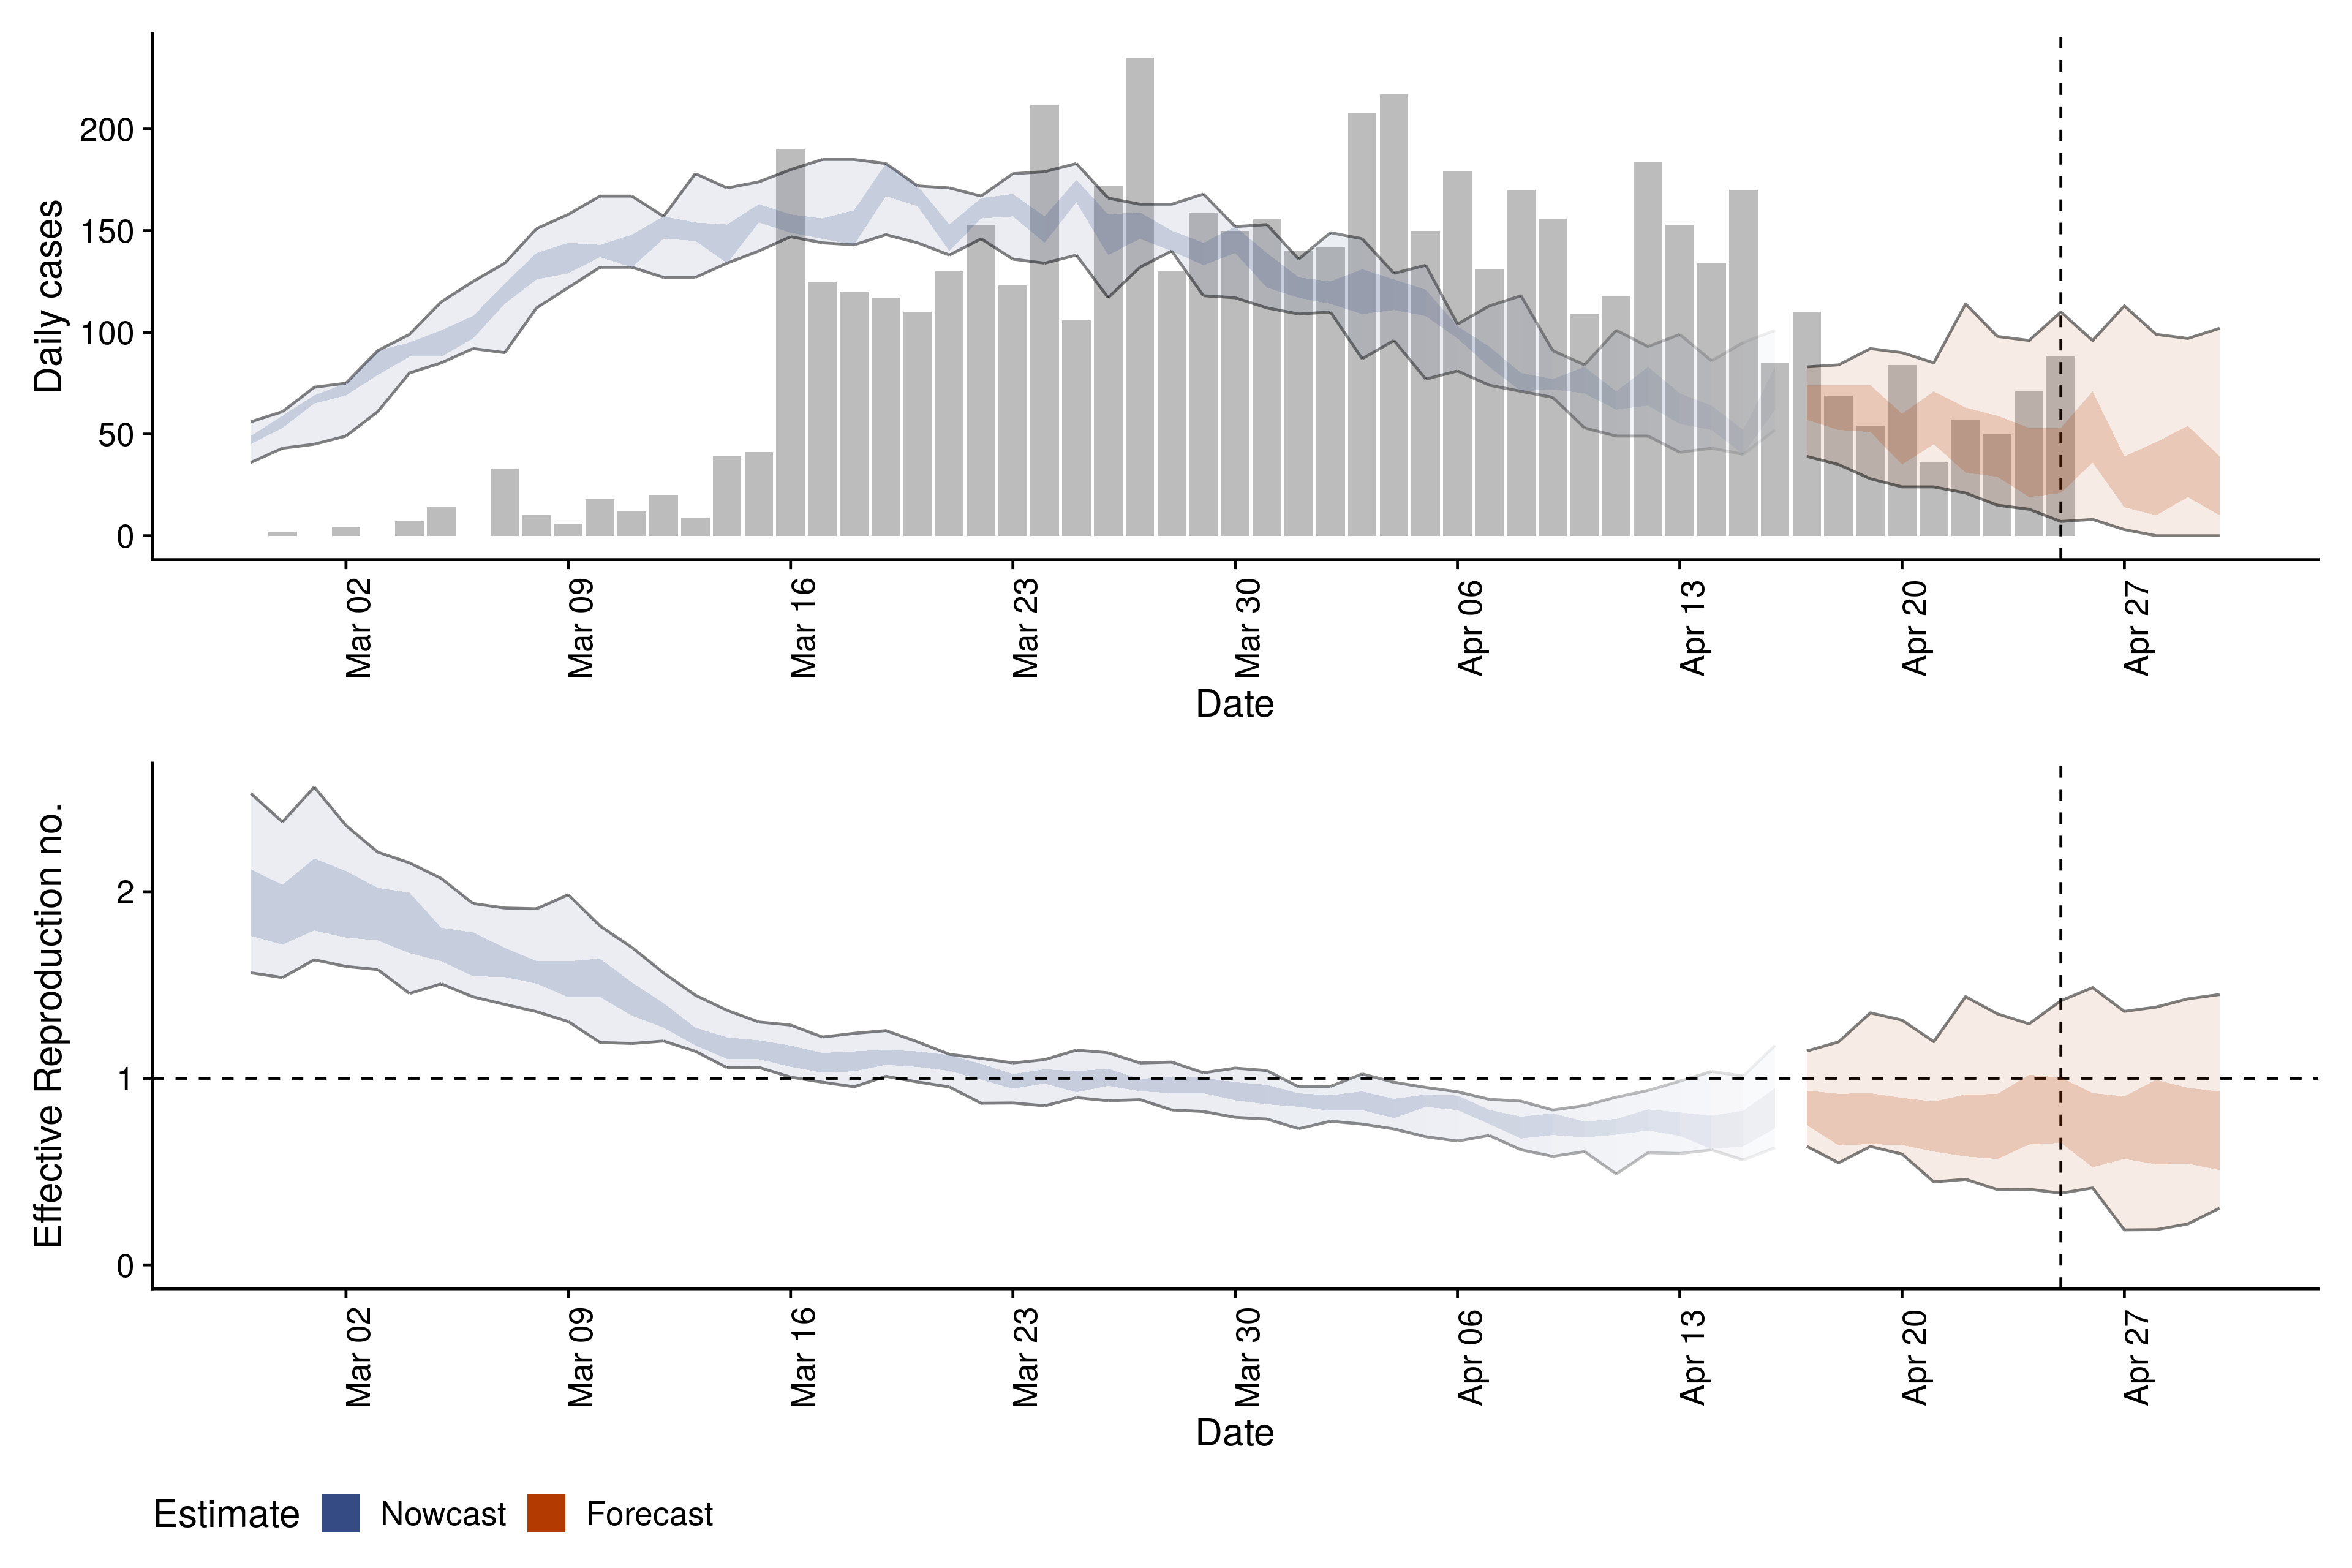 Daily cases
200
150
100
50
0
Mar 02
Mar 09
Mar 16
Mar 23
Mar 30
Apr 06
Apr 13
Apr 20
Apr 27
Date
Effective Reproduction no.
2
1
0
Mar 02
Mar 09
Mar 16
Mar 23
Mar 30
Apr 06
Apr 13
Apr 20
Apr 27
Date
Estimate Nowcast Forecast